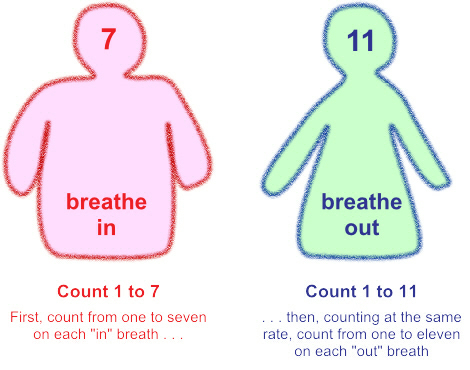 7
breathe
in
Count 1 to 7
First, count from one to seven
on each "in" breath . . .
11
breathe
out
Count 1 to 11
. . . then, counting at the same
rate, count from one to eleven
on each "out" breath